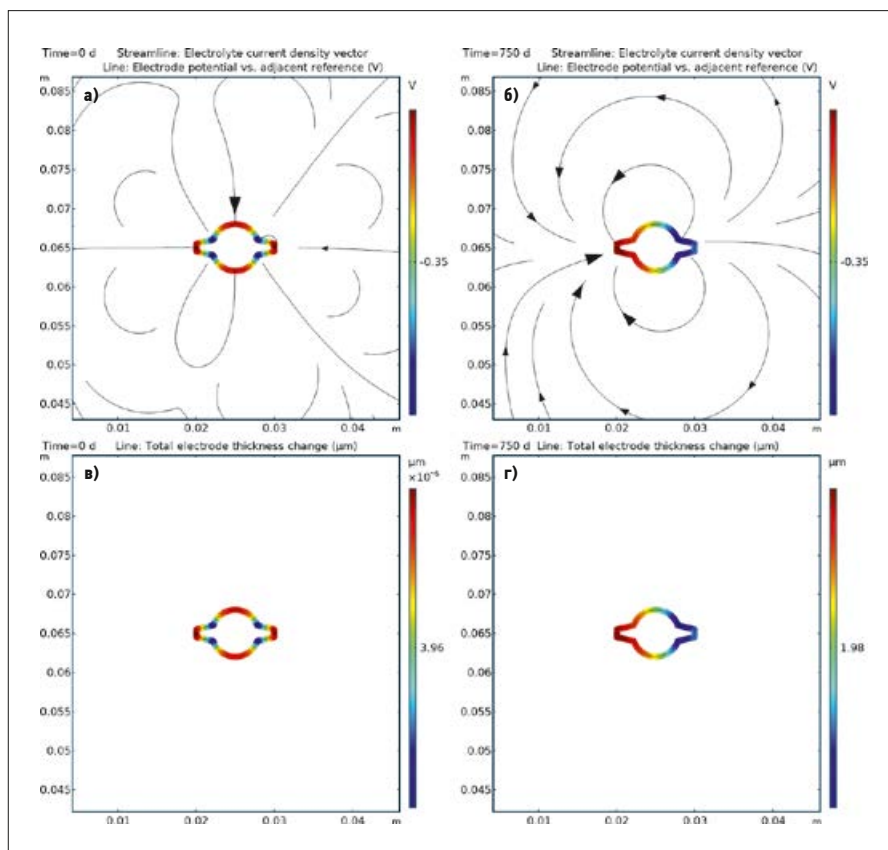 Time=0 d Streamline: Electrolyte current density vector
Line: Electrode potential vs. adjacent reference (V)
m
V
а)
0.085
0.08
0.075
0.07
0.065
0.06
0.055
0.05
0.045
-0.35
0.01 0.02 0.03 0.04 m
Time=750 d Streamline: Electrolyte current density vector
Line: Electrode potential vs. adjacent reference (V)
m
V
б)
0.085
0.08
0.075
0.07
0.065
0.06
0.055
0.05
0.045
-0.35
0.01 0.02 0.03 0.04 m
Time=0 d Line: Total electrode thickness change (μm)
m
μm
×10⁻⁶
в)
0.085
0.08
0.075
0.07
0.065
0.06
0.055
0.05
0.045
3.96
0.01 0.02 0.03 0.04 m
Time=750 d Line: Total electrode thickness change (μm)
m
μm
г)
0.085
0.08
0.075
0.07
0.065
0.06
0.055
0.05
0.045
1.98
0.01 0.02 0.03 0.04 m